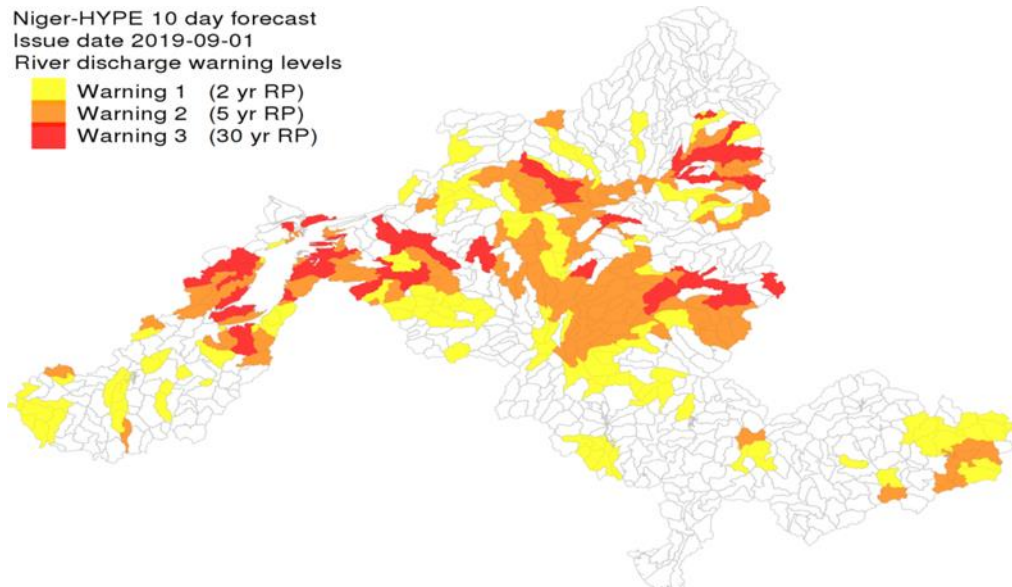 Niger-HYPE 10 day forecast
Issue date 2019-09-01
River discharge warning levels
Warning 1 (2 yr RP)
Warning 2 (5 yr RP)
Warning 3 (30 yr RP)